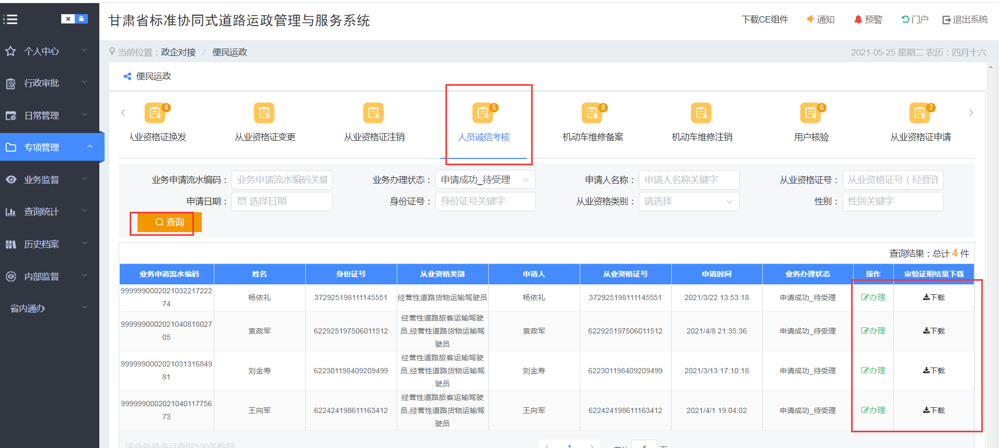 甘肃省标准协同式道路运政管理与服务系统
下载CE组件 通知 预警 门户 退出系统
个人中心
行政审批
日常管理
专项管理
业务监督
查询统计
历史档案
内部监督
省内通办
当前位置：政企对接 / 便民运政
2021-05-25 星期二 农历：四月十六
便民运政
4 5 8 6 2
从业资格证换发 从业资格证变更 从业资格证注销 人员诚信考核 机动车维修备案 机动车维修注销 用户核验 从业资格证申请
业务申请流水编码： 业务申请流水编码关键 业务办理状态： 申请成功_待受理 申请人名称： 申请人名称关键字 从业资格证号： 从业资格证号（经营许
申请日期： 选择日期 身份证号： 身份证号关键字 从业资格类别： 请选择 性别： 性别关键字
查询
查询结果：总计 4 件
业务申请流水编码 姓名 身份证号 从业资格类别 申请人 从业资格证号 申请时间 业务办理状态 操作 审验证明结果下载
9999990002021032217222
74
杨依礼 372925198111145551 经营性道路货物运输驾驶员 杨依礼 372925198111145551 2021/3/22 13:53:18 申请成功_待受理 办理 下载
9999990002021040818027
05
袁政军 622925197506011512
经营性道路旅客运输驾驶
员,经营性道路货物运输驾
驶员
袁政军 622925197506011512 2021/4/8 21:35:36 申请成功_待受理 办理 下载
9999990002021031316849
81
刘金寿 622301198409209499
经营性道路旅客运输驾驶
员,经营性道路货物运输驾
驶员
刘金寿 622301198409209499 2021/3/13 17:10:18 申请成功_待受理 办理 下载
9999990002021040117756
73
王向军 622424198611163412
经营性道路旅客运输驾驶
员,经营性道路货物运输驾
驶员
王向军 622424198611163412 2021/4/1 19:04:02 申请成功_待受理 办理 下载
该业务最多可查询100条数据
1 前往 1 页